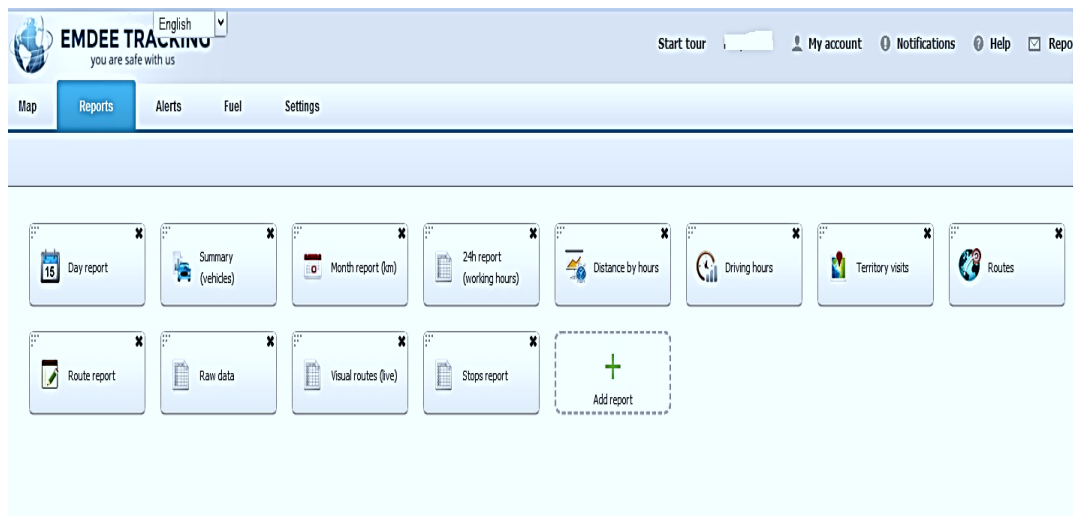 English
EMDEE TRACKING
you are safe with us
Start tour
My account
Notifications
Help
Repo
Map
Reports
Alerts
Fuel
Settings
15
Day report
Summary
(vehicles)
Month report (km)
24h report
(working hours)
Distance by hours
Driving hours
Territory visits
Routes
Route report
Raw data
Visual routes (live)
Stops report
Add report